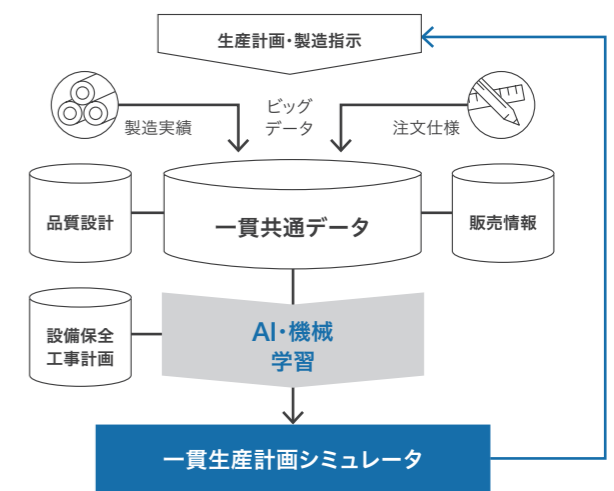 生産計画・製造指示
製造実績
ビッグ
データ
注文仕様
品質設計
一貫共通データ
販売情報
設備保全
工事計画
AI・機械
学習
一貫生産計画シミュレータ